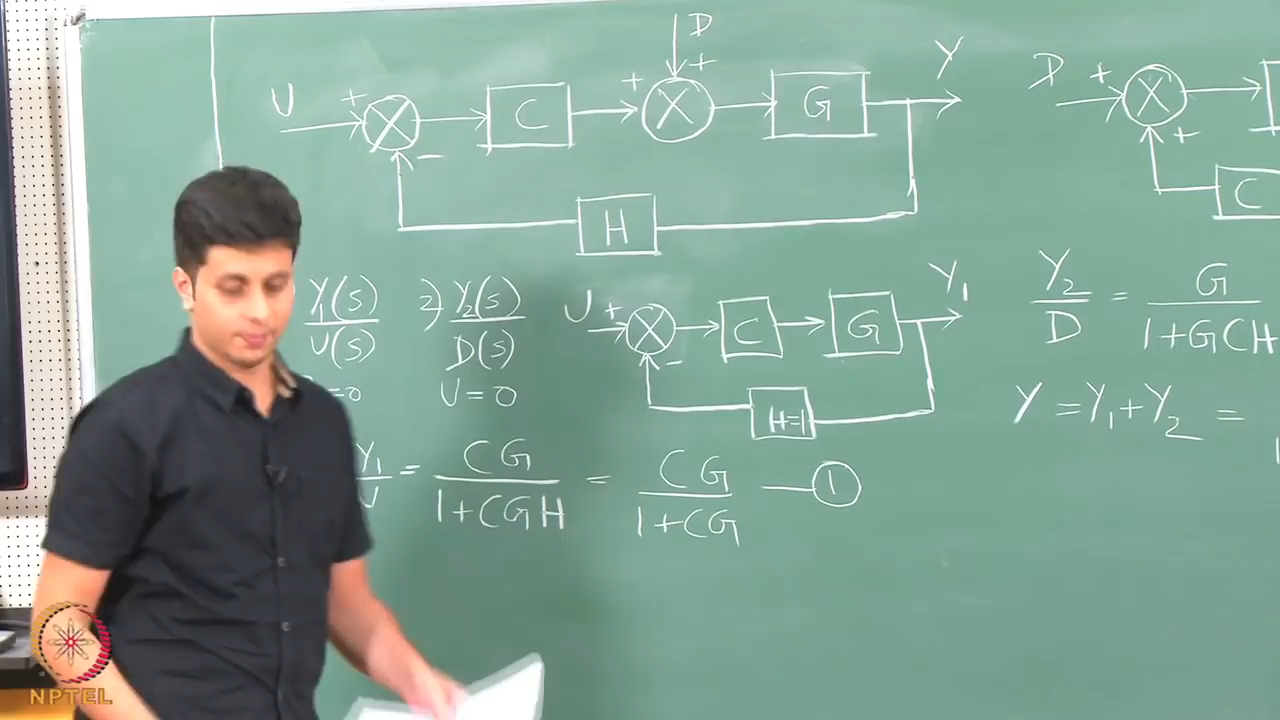 U + - C + D + G Y
H
D + + C
Y₁(s)/U(s) 2) Y₂(s)/D(s)
=0 U=0
U + - C G Y₁
H=1
Y₂/D = G/1+GCH
Y = Y₁+Y₂ =
Y₁/U = CG/1+CGH = CG/1+CG —①
NPTEL